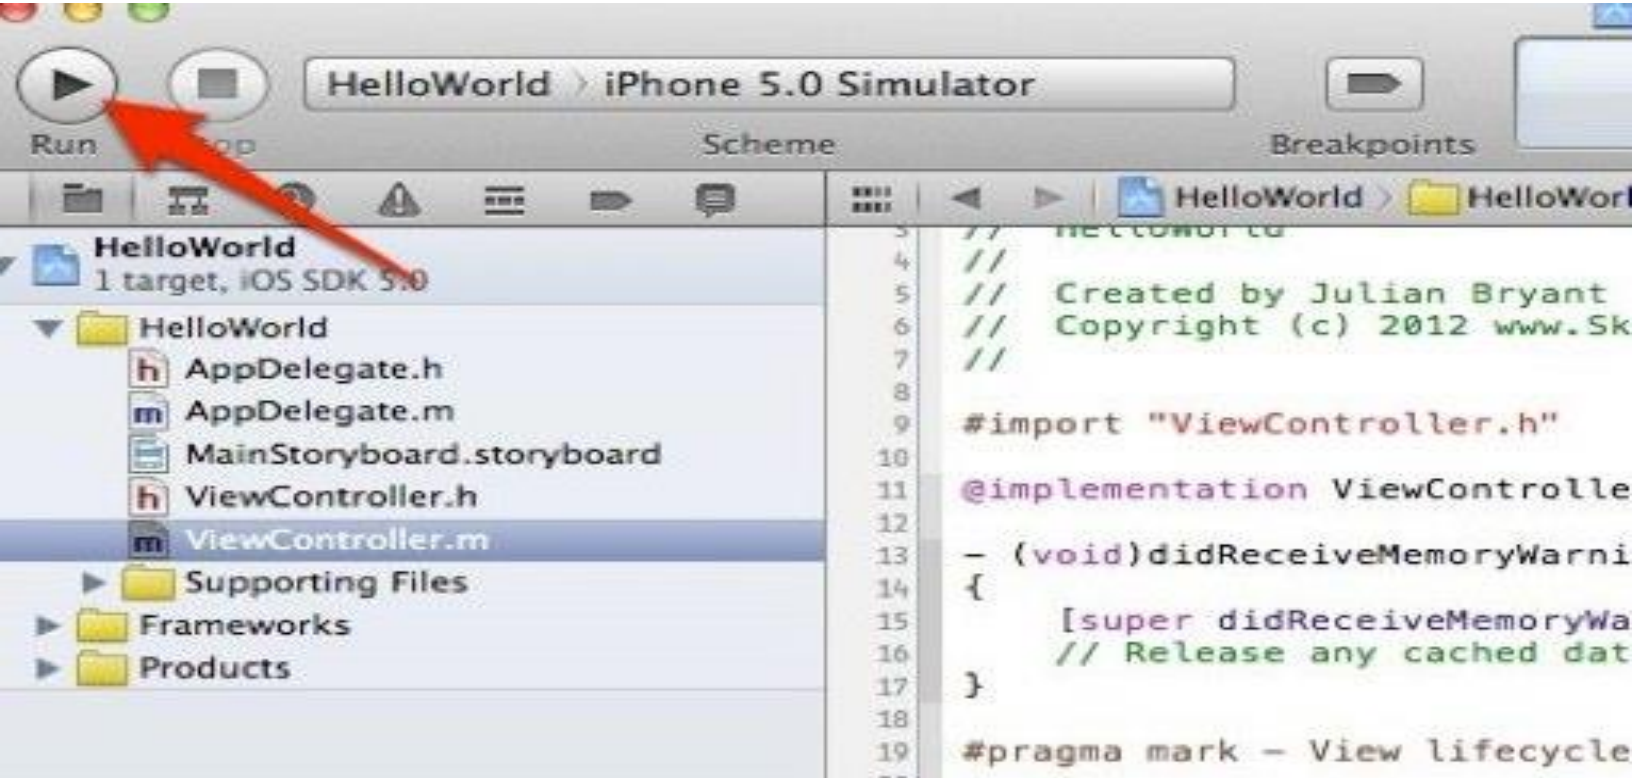 HelloWorld › iPhone 5.0 Simulator
Run
Scheme
Breakpoints
HelloWorld
1 target, iOS SDK 5.0
HelloWorld
h AppDelegate.h
m AppDelegate.m
MainStoryboard.storyboard
h ViewController.h
m ViewController.m
Supporting Files
Frameworks
Products
HelloWorld › HelloWorl
3 // HelloWorld
4 //
5 // Created by Julian Bryant
6 // Copyright (c) 2012 www.Sk
7 //
8
9 #import "ViewController.h"
10
11 @implementation ViewControlle
12
13 - (void)didReceiveMemoryWarni
14 {
15 [super didReceiveMemoryWa
16 // Release any cached dat
17 }
18
19 #pragma mark - View lifecycle